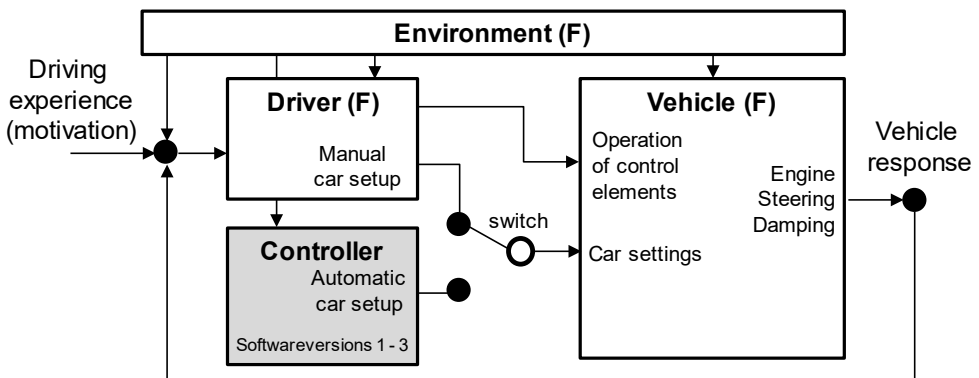 Environment (F)
Driving
experience
(motivation)
Driver (F)
Manual
car setup
Vehicle (F)
Operation
of control
elements
Engine
Steering
Damping
Vehicle
response
switch
Car settings
Controller
Automatic
car setup
Softwareversions 1 - 3